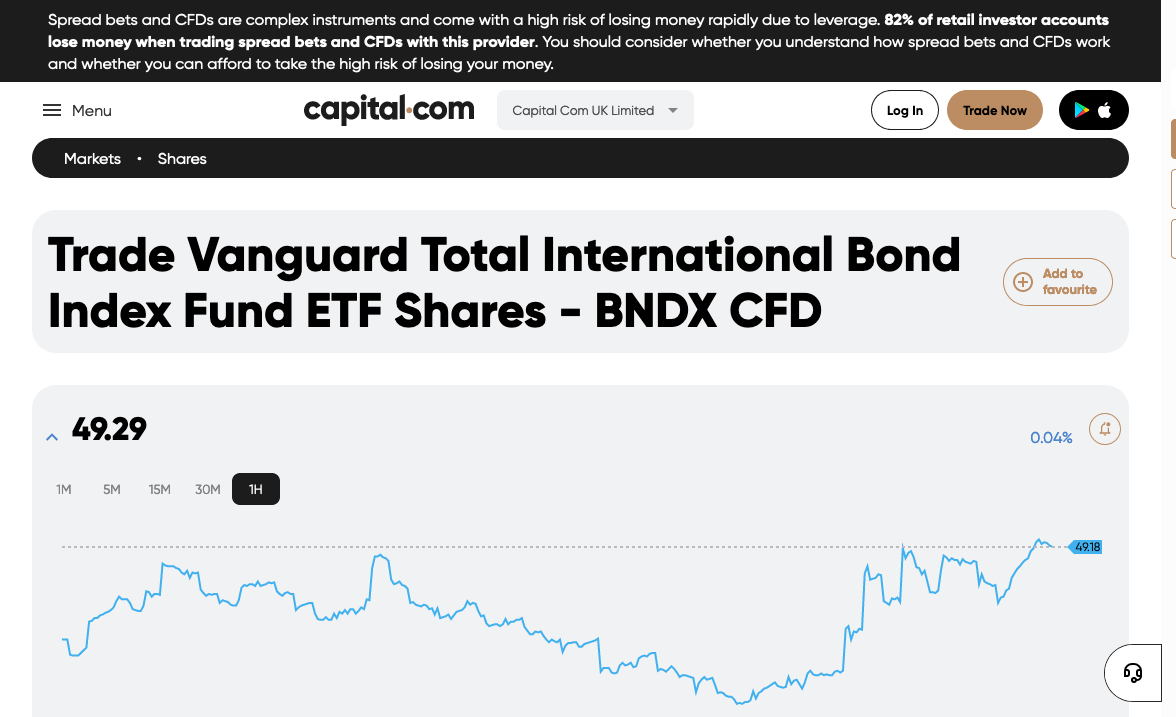 Spread bets and CFDs are complex instruments and come with a high risk of losing money rapidly due to leverage. 82% of retail investor accounts
lose money when trading spread bets and CFDs with this provider. You should consider whether you understand how spread bets and CFDs work
and whether you can afford to take the high risk of losing your money.
Menu
capital.com
Capital Com UK Limited
Log In
Trade Now
Markets • Shares
Trade Vanguard Total International Bond
Index Fund ETF Shares - BNDX CFD
Add to
favourite
49.29
0.04%
1M 5M 15M 30M 1H
49.18